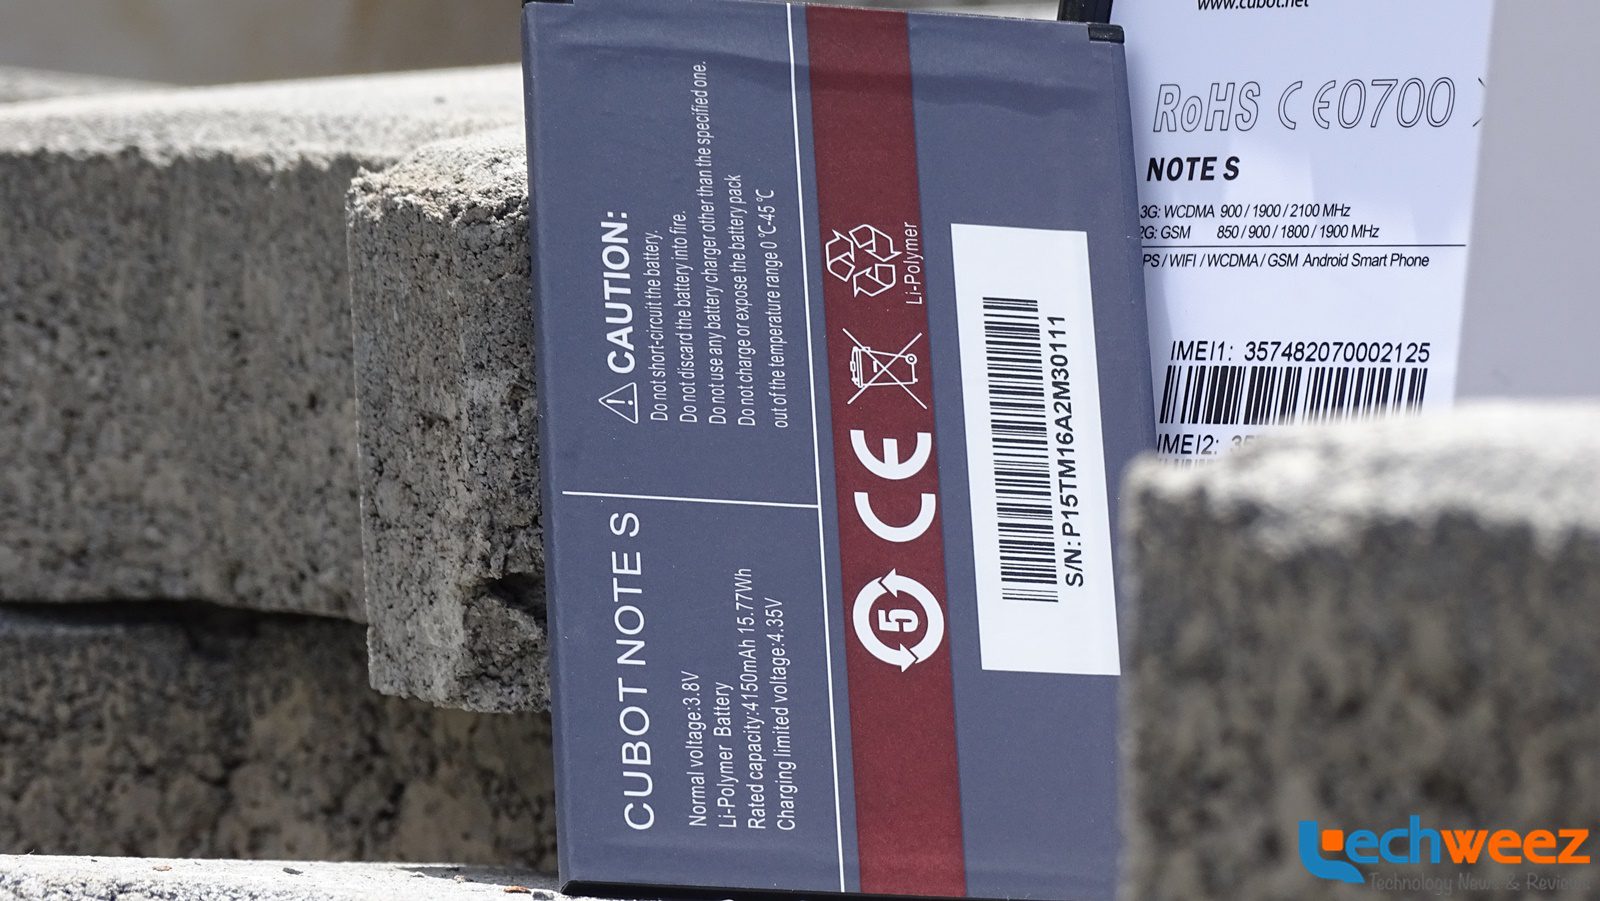 CUBOT NOTE S
Normal voltage:3.8V
Li-Polymer Battery
Rated capacity:4150mAh 15.77Wh
Charging limited voltage:4.35V
CAUTION:
Do not short-circuit the battery.
Do not discard the battery into fire.
Do not use any battery charger other than the specified one.
Do not charge or expose the battery pack
out of the temperature range 0 ℃-45 ℃
5
CE
Li-Polymer
S/N: P15TM16A2M30111
www.cubot.net
RoHS CE0700
NOTE S
3G: WCDMA 900 / 1900 / 2100 MHz
2G: GSM 850 / 900 / 1800 / 1900 MHz
PS / WIFI / WCDMA / GSM Android Smart Phone
IMEI1: 357482070002125
IMEI2:
techweez
Technology News & Reviews